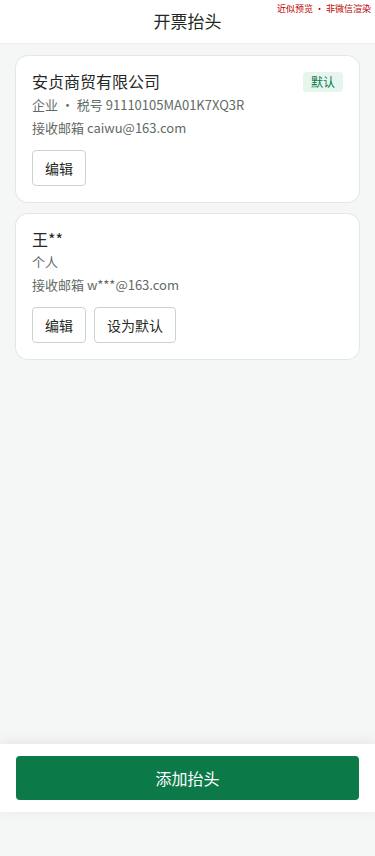 近似预览 · 非微信渲染
开票抬头
安贞商贸有限公司
默认
企业 · 税号 91110105MA01K7XQ3R
接收邮箱 caiwu@163.com
编辑
王**
个人
接收邮箱 w***@163.com
编辑 设为默认
添加抬头